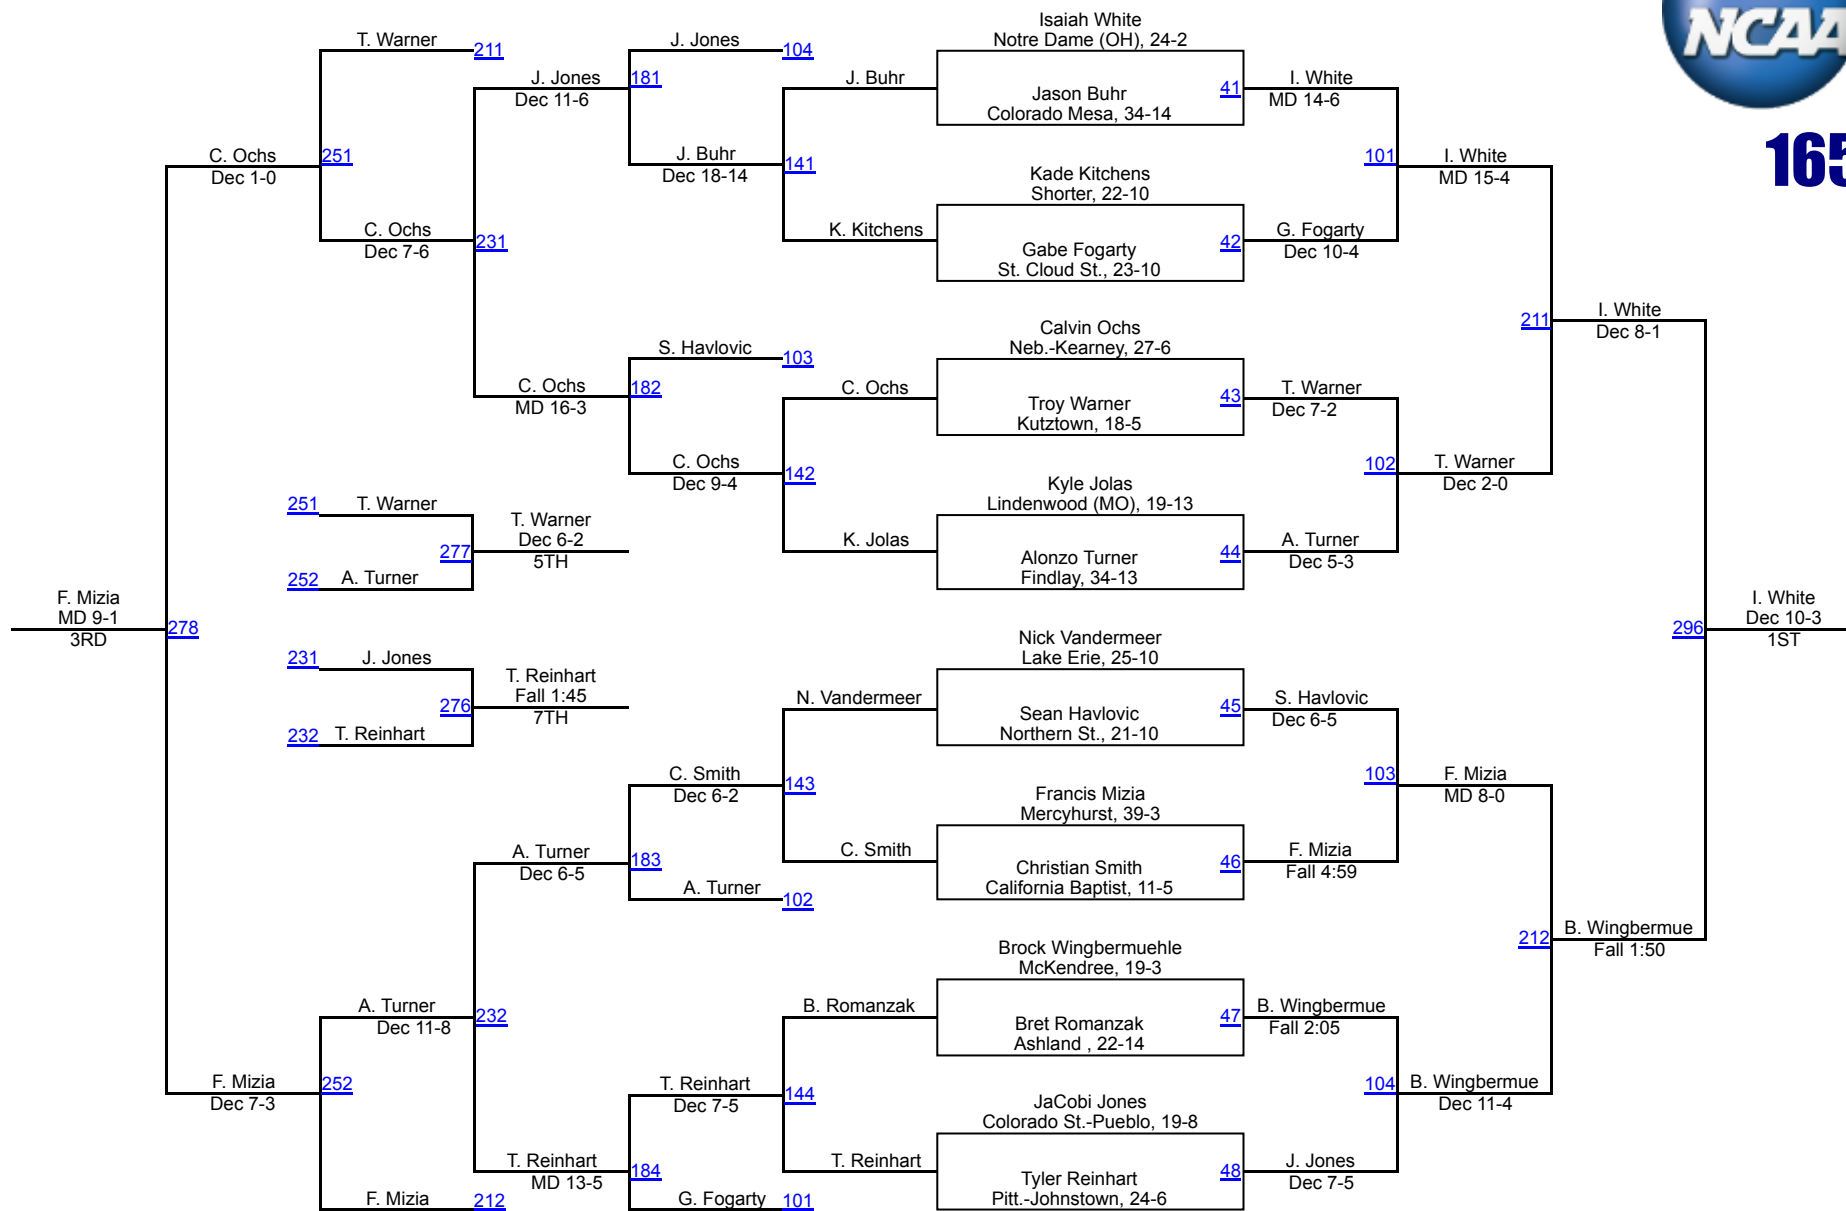 NCAA
165
T. Warner
211
J. Jones
104
J. Jones
Dec 11-6
181
J. Buhr
C. Ochs
Dec 1-0
251
J. Buhr
Dec 18-14
141
C. Ochs
Dec 7-6
231
K. Kitchens
S. Havlovic
103
C. Ochs
MD 16-3
182
C. Ochs
C. Ochs
Dec 9-4
142
K. Jolas
251
T. Warner
277
T. Warner
Dec 6-2
5TH
252
A. Turner
F. Mizia
MD 9-1
3RD
278
231
J. Jones
276
T. Reinhart
Fall 1:45
7TH
232
T. Reinhart
N. Vandermeer
C. Smith
Dec 6-2
143
C. Smith
A. Turner
Dec 6-5
183
A. Turner
102
A. Turner
Dec 11-8
232
B. Romanzak
F. Mizia
Dec 7-3
252
T. Reinhart
Dec 7-5
144
T. Reinhart
T. Reinhart
MD 13-5
184
F. Mizia
212
G. Fogarty
101
Isaiah White
Notre Dame (OH), 24-2
Jason Buhr
Colorado Mesa, 34-14
41
Kade Kitchens
Shorter, 22-10
Gabe Fogarty
St. Cloud St., 23-10
42
Calvin Ochs
Neb.-Kearney, 27-6
Troy Warner
Kutztown, 18-5
43
Kyle Jolas
Lindenwood (MO), 19-13
Alonzo Turner
Findlay, 34-13
44
Nick Vandermeer
Lake Erie, 25-10
Sean Havlovic
Northern St., 21-10
45
Francis Mizia
Mercyhurst, 39-3
Christian Smith
California Baptist, 11-5
46
Brock Wingbermuehle
McKendree, 19-3
Bret Romanzak
Ashland , 22-14
47
JaCobi Jones
Colorado St.-Pueblo, 19-8
Tyler Reinhart
Pitt.-Johnstown, 24-6
48
I. White
MD 14-6
101
I. White
MD 15-4
G. Fogarty
Dec 10-4
211
I. White
Dec 8-1
T. Warner
Dec 7-2
102
T. Warner
Dec 2-0
A. Turner
Dec 5-3
296
I. White
Dec 10-3
1ST
S. Havlovic
Dec 6-5
103
F. Mizia
MD 8-0
F. Mizia
Fall 4:59
212
B. Wingbermue
Fall 1:50
B. Wingbermue
Fall 2:05
104
B. Wingbermue
Dec 11-4
J. Jones
Dec 7-5